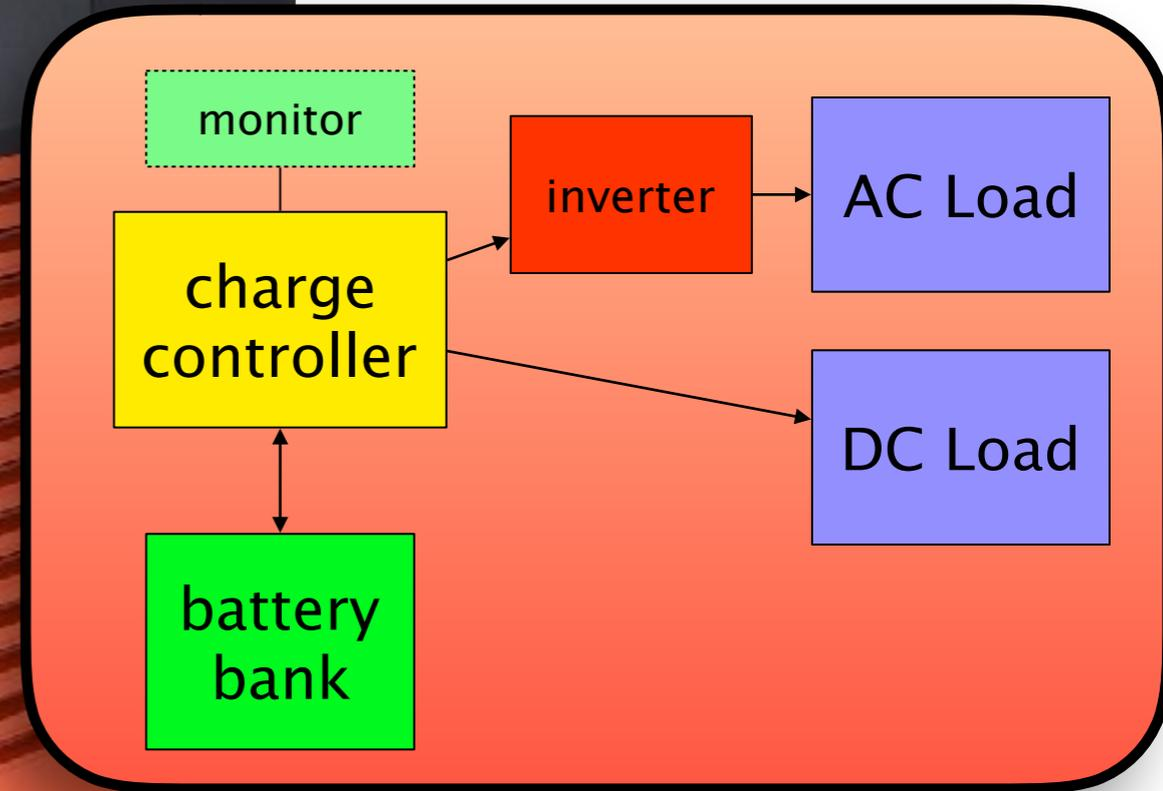 monitor
inverter
AC Load
charge
controller
DC Load
battery
bank